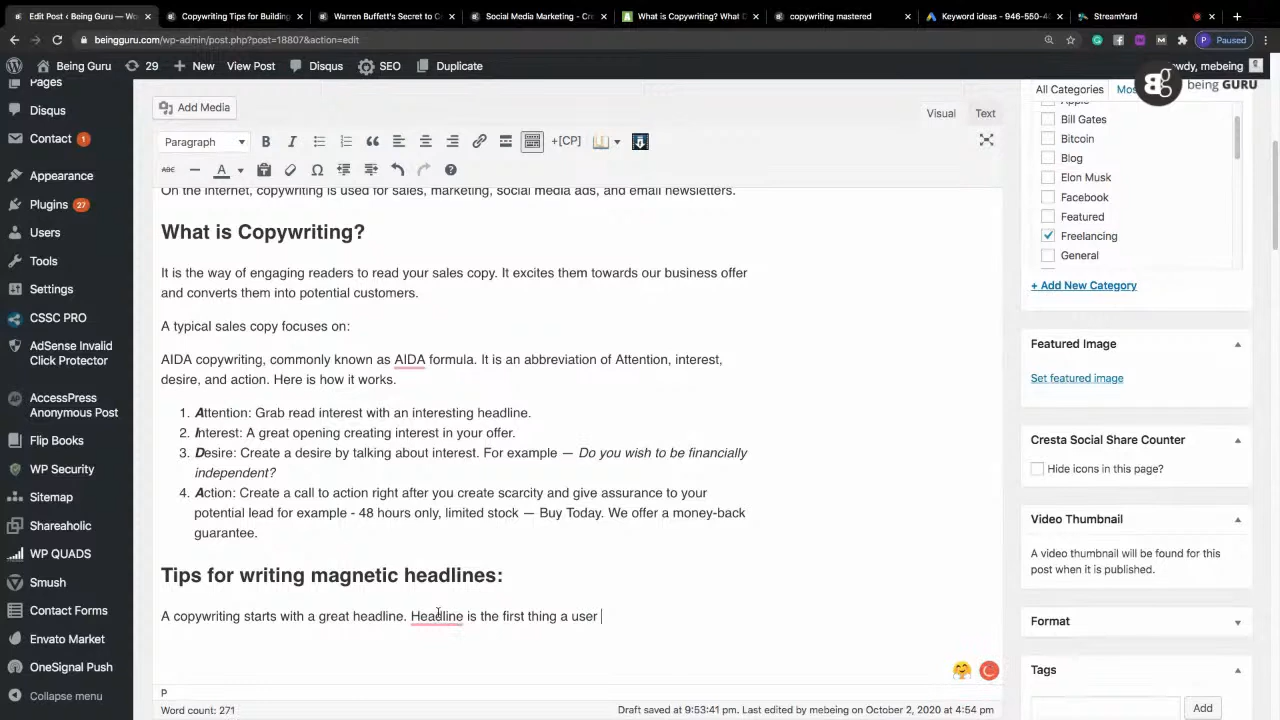 Edit Post ‹ Being Guru — Wor
Copywriting Tips for Building
Warren Buffett's Secret to C
Social Media Marketing - Cre
What is Copywriting? What D
copywriting mastered
Keyword ideas - 946-550-4
StreamYard
beingguru.com/wp-admin/post.php?post=18807&action=edit
P Paused
Being Guru 29 New View Post Disqus SEO Duplicate
wdy, mebeing
being GURU
Pages
Disqus
Contact 1
Appearance
Plugins 27
Users
Tools
Settings
CSSC PRO
AdSense Invalid
Click Protector
AccessPress
Anonymous Post
Flip Books
WP Security
Sitemap
Shareaholic
WP QUADS
Smush
Contact Forms
Envato Market
OneSignal Push
Collapse menu
Add Media
Visual Text
Paragraph
+[CP]
ABC
On the internet, copywriting is used for sales, marketing, social media ads, and email newsletters.
What is Copywriting?
It is the way of engaging readers to read your sales copy. It excites them towards our business offer
and converts them into potential customers.
A typical sales copy focuses on:
AIDA copywriting, commonly known as AIDA formula. It is an abbreviation of Attention, interest,
desire, and action. Here is how it works.
1. Attention: Grab read interest with an interesting headline.
2. Interest: A great opening creating interest in your offer.
3. Desire: Create a desire by talking about interest. For example — Do you wish to be financially
independent?
4. Action: Create a call to action right after you create scarcity and give assurance to your
potential lead for example - 48 hours only, limited stock — Buy Today. We offer a money-back
guarantee.
Tips for writing magnetic headlines:
A copywriting starts with a great headline. Headline is the first thing a user
P
Word count: 271
Draft saved at 9:53:41 pm. Last edited by mebeing on October 2, 2020 at 4:54 pm
All Categories Mos
Apple
Bill Gates
Bitcoin
Blog
Elon Musk
Facebook
Featured
Freelancing
General
+ Add New Category
Featured Image
Set featured image
Cresta Social Share Counter
Hide icons in this page?
Video Thumbnail
A video thumbnail will be found for this
post when it is published.
Format
Tags
Add